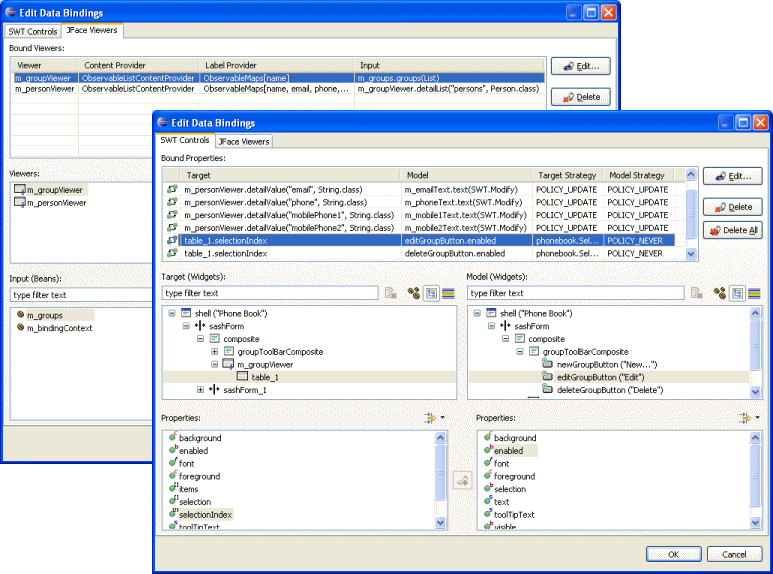 Edit Data Bindings
SWT Controls JFace Viewers
Bound Viewers:
Viewer Content Provider Label Provider Input
m_groupViewer ObservableListContentProvider ObservableMaps[name] m_groups.groups(List)
m_personViewer ObservableListContentProvider ObservableMaps[name, email, phone,... m_groupViewer.detailList("persons", Person.class)
Edit...
Delete
Viewers:
m_groupViewer
m_personViewer
Input (Beans):
type filter text
m_groups
m_bindingContext
Edit Data Bindings
SWT Controls JFace Viewers
Bound Properties:
Target Model Target Strategy Model Strategy
m_personViewer.detailValue("email", String.class) m_emailText.text(SWT.Modify) POLICY_UPDATE POLICY_UPDATE
m_personViewer.detailValue("phone", String.class) m_phoneText.text(SWT.Modify) POLICY_UPDATE POLICY_UPDATE
m_personViewer.detailValue("mobilePhone1", String.class) m_mobile1Text.text(SWT.Modify) POLICY_UPDATE POLICY_UPDATE
m_personViewer.detailValue("mobilePhone2", String.class) m_mobile2Text.text(SWT.Modify) POLICY_UPDATE POLICY_UPDATE
table_1.selectionIndex editGroupButton.enabled phonebook.Sel... POLICY_NEVER
table_1.selectionIndex deleteGroupButton.enabled phonebook.Sel... POLICY_NEVER
Edit...
Delete
Delete All
Target (Widgets):
type filter text
shell ("Phone Book")
sashForm
composite
groupToolBarComposite
m_groupViewer
table_1
sashForm_1
Model (Widgets):
type filter text
shell ("Phone Book")
sashForm
composite
groupToolBarComposite
newGroupButton ("New...")
editGroupButton ("Edit")
deleteGroupButton ("Delete")
Properties:
background
enabled
font
foreground
items
selection
selectionIndex
toolTipText
Properties:
background
enabled
font
foreground
selection
text
toolTipText
visible
OK Cancel